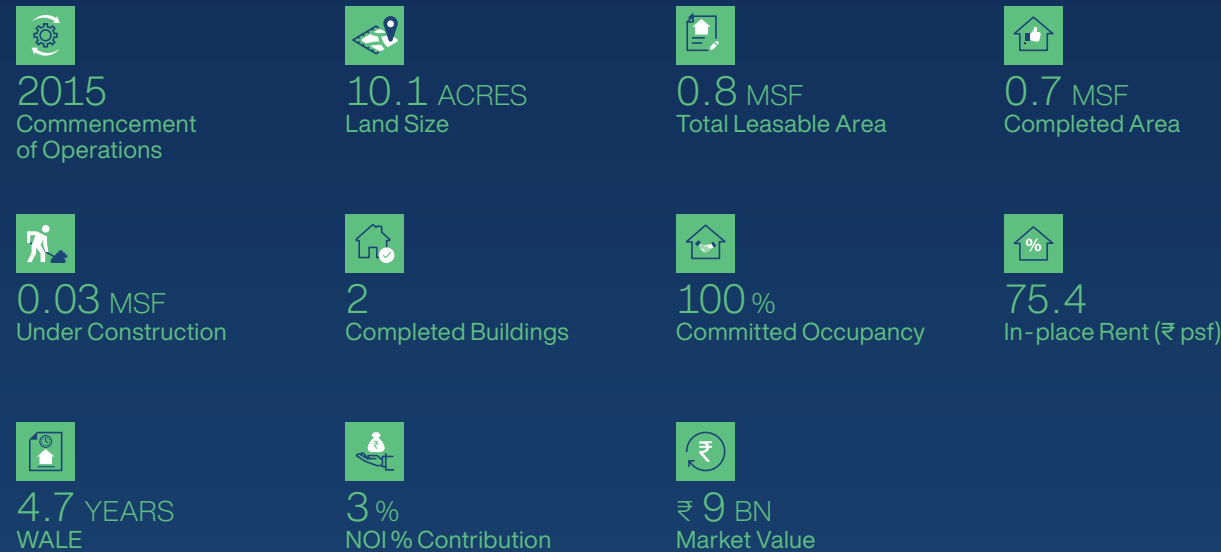 2015
Commencement
of Operations
10.1 ACRES
Land Size
0.8 MSF
Total Leasable Area
0.7 MSF
Completed Area
0.03 MSF
Under Construction
2
Completed Buildings
100 %
Committed Occupancy
%
75.4
In-place Rent (₹ psf)
4.7 YEARS
WALE
₹
3 %
NOI % Contribution
₹
₹ 9 BN
Market Value